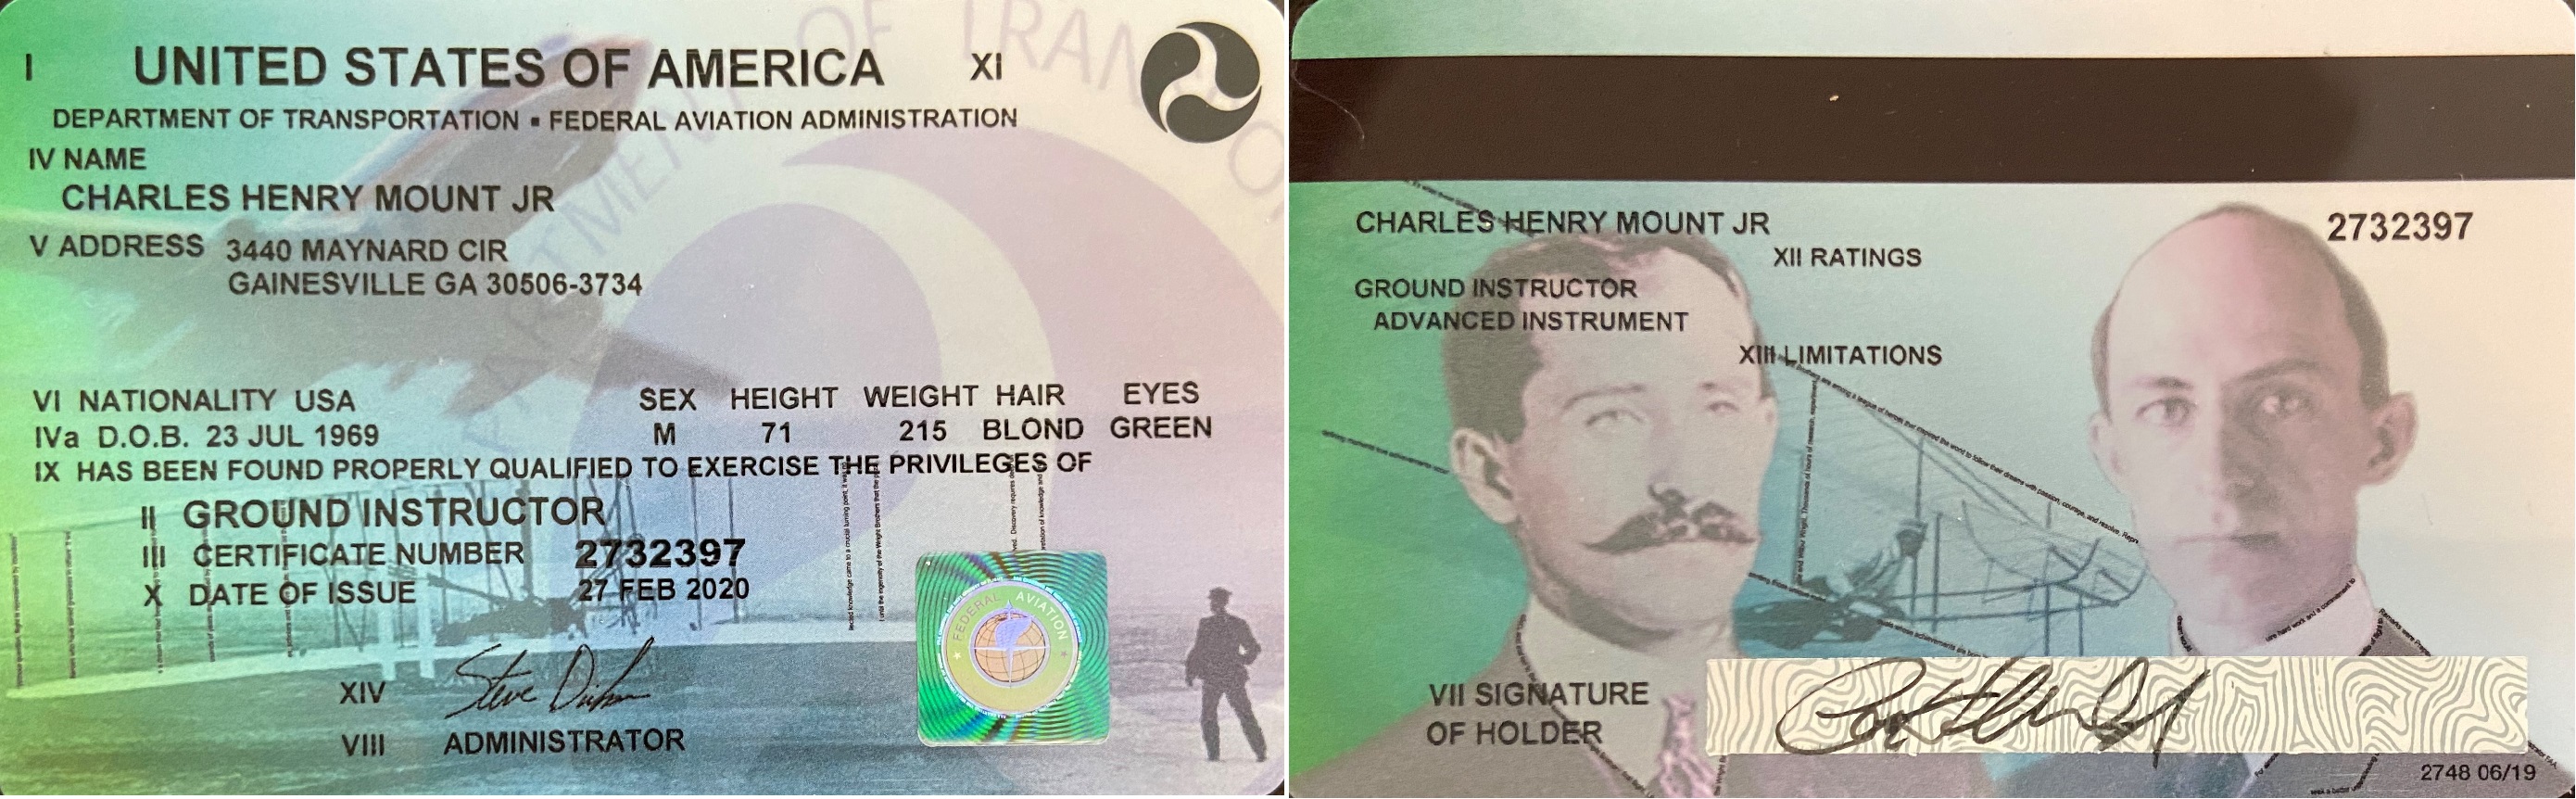 I UNITED STATES OF AMERICA XI
DEPARTMENT OF TRANSPORTATION ▪ FEDERAL AVIATION ADMINISTRATION
IV NAME
CHARLES HENRY MOUNT JR
V ADDRESS 3440 MAYNARD CIR
GAINESVILLE GA 30506-3734
VI NATIONALITY USA SEX HEIGHT WEIGHT HAIR EYES
IVa D.O.B. 23 JUL 1969 M 71 215 BLOND GREEN
IX HAS BEEN FOUND PROPERLY QUALIFIED TO EXERCISE THE PRIVILEGES OF
II GROUND INSTRUCTOR
III CERTIFICATE NUMBER 2732397
X DATE OF ISSUE 27 FEB 2020
XIV
VIII ADMINISTRATOR
FEDERAL AVIATION
CHARLES HENRY MOUNT JR 2732397
XII RATINGS
GROUND INSTRUCTOR
ADVANCED INSTRUMENT
XIII LIMITATIONS
VII SIGNATURE
OF HOLDER
2748 06/19